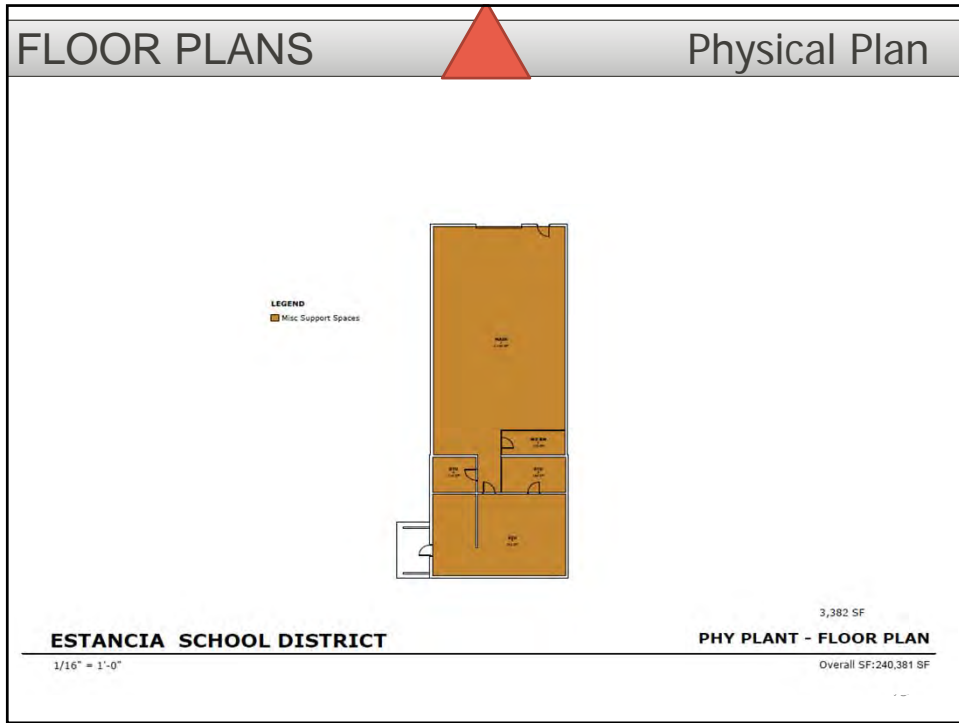 FLOOR PLANS
Physical Plan
LEGEND
Misc Support Spaces
3,382 SF
ESTANCIA SCHOOL DISTRICT
PHY PLANT - FLOOR PLAN
1/16" = 1'-0"
Overall SF:240,381 SF